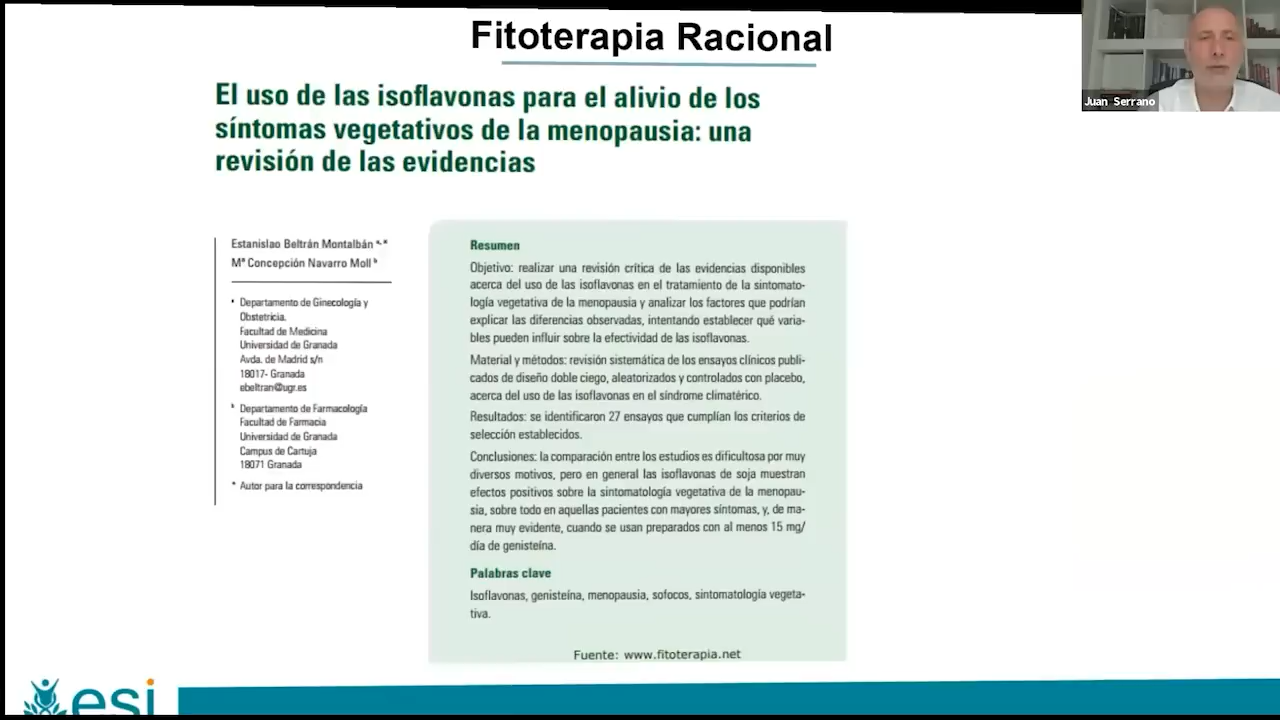 Fitoterapia Racional
Juan Serrano
El uso de las isoflavonas para el alivio de los
síntomas vegetativos de la menopausia: una
revisión de las evidencias
Estanislao Beltrán Montalbán a,*
Mª Concepción Navarro Moll b
a Departamento de Ginecología y
Obstetricia.
Facultad de Medicina
Universidad de Granada
Avda. de Madrid s/n
18017- Granada
ebeltran@ugr.es
b Departamento de Farmacología
Facultad de Farmacia
Universidad de Granada
Campus de Cartuja
18071 Granada
* Autor para la correspondencia
Resumen
Objetivo: realizar una revisión crítica de las evidencias disponibles
acerca del uso de las isoflavonas en el tratamiento de la sintomato-
logía vegetativa de la menopausia y analizar los factores que podrían
explicar las diferencias observadas, intentando establecer qué varia-
bles pueden influir sobre la efectividad de las isoflavonas.
Material y métodos: revisión sistemática de los ensayos clínicos publi-
cados de diseño doble ciego, aleatorizados y controlados con placebo,
acerca del uso de las isoflavonas en el síndrome climatérico.
Resultados: se identificaron 27 ensayos que cumplían los criterios de
selección establecidos.
Conclusiones: la comparación entre los estudios es dificultosa por muy
diversos motivos, pero en general las isoflavonas de soja muestran
efectos positivos sobre la sintomatología vegetativa de la menopau-
sia, sobre todo en aquellas pacientes con mayores síntomas, y, de ma-
nera muy evidente, cuando se usan preparados con al menos 15 mg/
día de genisteína.
Palabras clave
Isoflavonas, genisteína, menopausia, sofocos, sintomatología vegeta-
tiva.
Fuente: www.fitoterapia.net
esi